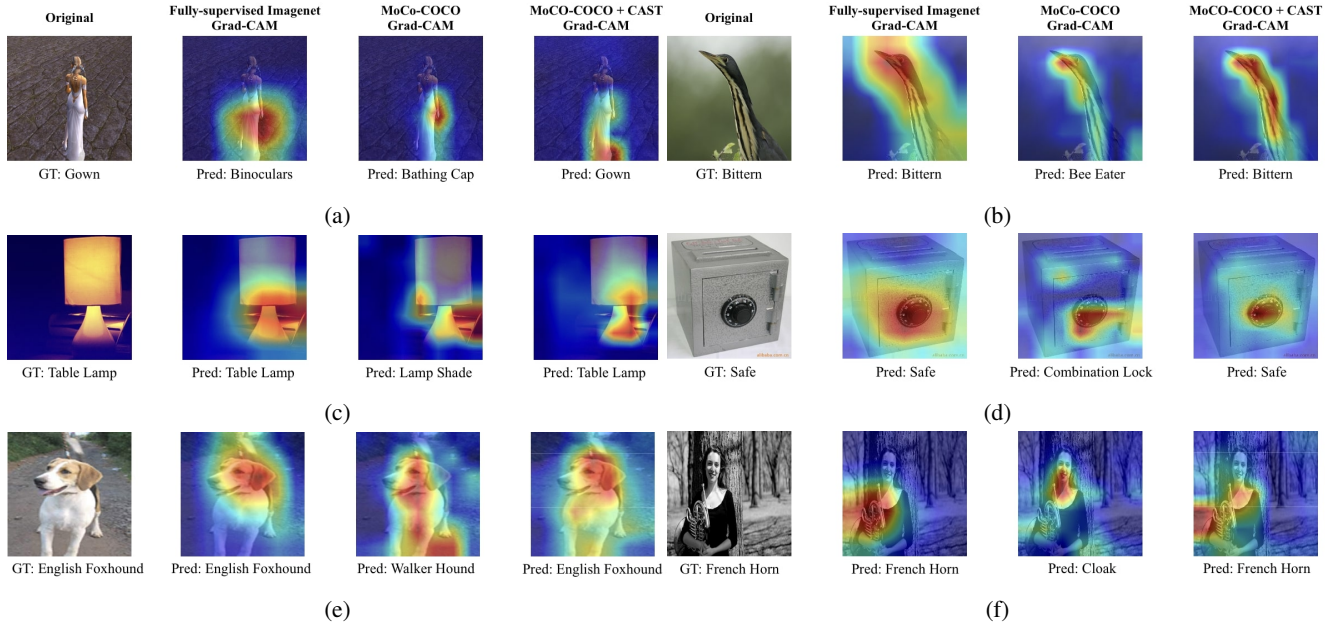 Original
Fully-supervised Imagenet
Grad-CAM
MoCo-COCO
Grad-CAM
MoCO-COCO + CAST
Grad-CAM
Original
Fully-supervised Imagenet
Grad-CAM
MoCo-COCO
Grad-CAM
MoCO-COCO + CAST
Grad-CAM
GT: Gown
Pred: Binoculars
Pred: Bathing Cap
Pred: Gown
GT: Bittern
Pred: Bittern
Pred: Bee Eater
Pred: Bittern
(a)
(b)
GT: Table Lamp
Pred: Table Lamp
Pred: Lamp Shade
Pred: Table Lamp
GT: Safe
Pred: Safe
Pred: Combination Lock
Pred: Safe
(c)
(d)
GT: English Foxhound
Pred: English Foxhound
Pred: Walker Hound
Pred: English Foxhound
GT: French Horn
Pred: French Horn
Pred: Cloak
Pred: French Horn
(e)
(f)